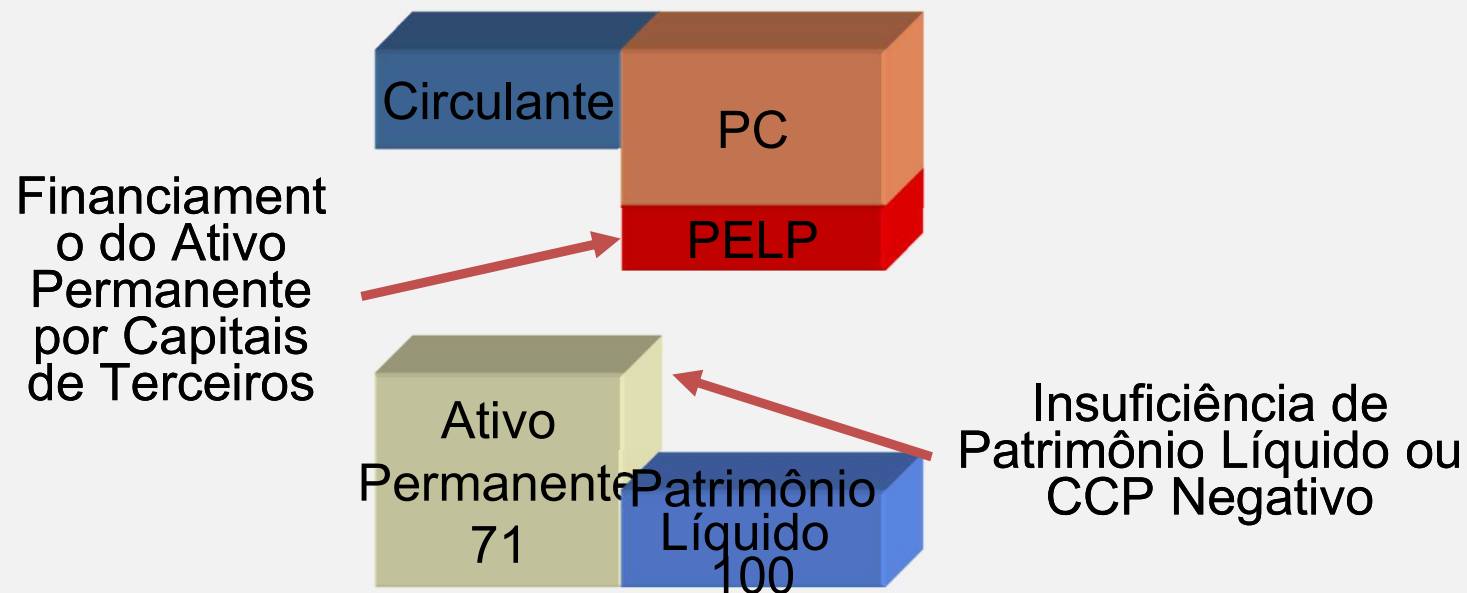 Circulante
PC
PELP
Financiament
o do Ativo
Permanente
por Capitais
de Terceiros
Ativo
Permanente
71
Patrimônio
Líquido
100
Insuficiência de
Patrimônio Líquido ou
CCP Negativo